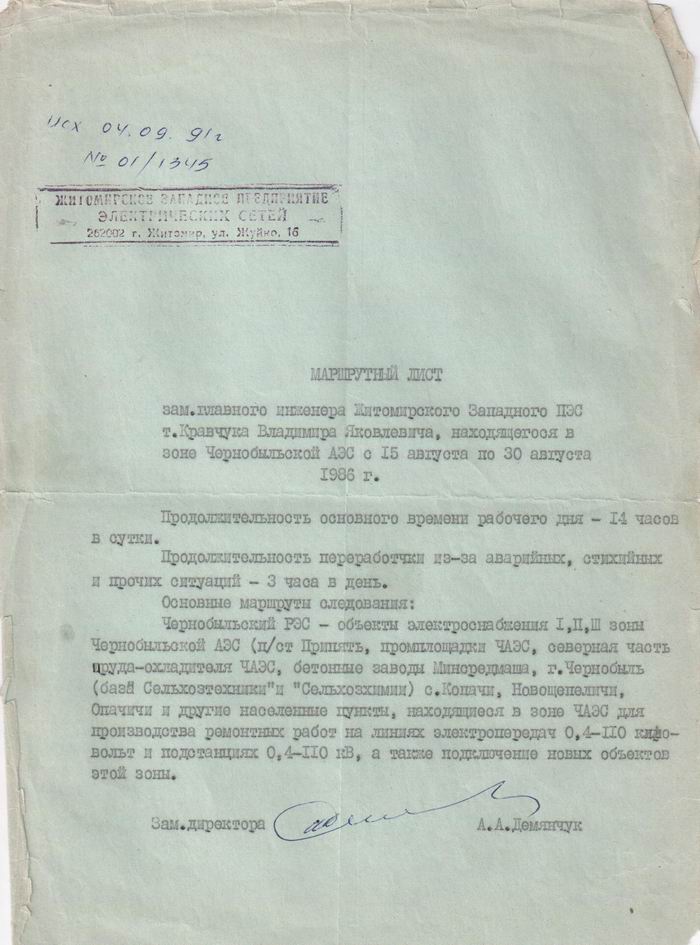 исх 04.09.91г
№ 01/1345
ЖИТОМИРСКОЕ ЗАПАДНОЕ ПРЕДПРИЯТИЕ
ЭЛЕКТРИЧЕСКИХ СЕТЕЙ
262002 г. Житомир, ул. Жуйко, 16
МАРШРУТНЫЙ ЛИСТ
зам.главного инженера Житомирского Западного ПЭС
т.Кравчука Владимира Яковлевича, находящегося в
зоне Чернобыльской АЭС с 15 августа по 30 августа
1986 г.
Продолжительность основного времени рабочего дня – 14 часов
в сутки.
Продолжительность переработчки из-за аварийных, стихийных
и прочих ситуаций – 3 часа в день.
Основные маршруты следования:
Чернобыльский РЭС – объекты электроснабжения I,П,Ш зоны
Чернобыльской АЭС (п/ст Припять, промплощадки ЧАЭС, северная часть
пруда-охладителя ЧАЭС, бетонные заводы Минсредмаша, г.Чернобыль
(база Сельхозтехники"и "Сельхозхимии) с.Копачи, Новошепеличи,
Опачичи и другие населенные пункты, находящиеся в зоне ЧАЭС для
производства ремонтных работ на линиях электропередач 0,4–110 кило-
вольт и подстанциях 0,4–110 кВ, а также подключение новых объектов
этой зоны.
Зам.директора А.А.Демянчук